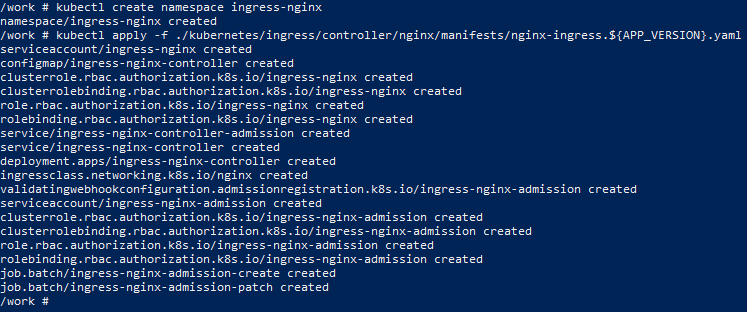 /work # kubectl create namespace ingress-nginx
namespace/ingress-nginx created
/work # kubectl apply -f ./kubernetes/ingress/controller/nginx/manifests/nginx-ingress.${APP_VERSION}.yaml
serviceaccount/ingress-nginx created
configmap/ingress-nginx-controller created
clusterrole.rbac.authorization.k8s.io/ingress-nginx created
clusterrolebinding.rbac.authorization.k8s.io/ingress-nginx created
role.rbac.authorization.k8s.io/ingress-nginx created
rolebinding.rbac.authorization.k8s.io/ingress-nginx created
service/ingress-nginx-controller-admission created
service/ingress-nginx-controller created
deployment.apps/ingress-nginx-controller created
ingressclass.networking.k8s.io/nginx created
validatingwebhookconfiguration.admissionregistration.k8s.io/ingress-nginx-admission created
serviceaccount/ingress-nginx-admission created
clusterrole.rbac.authorization.k8s.io/ingress-nginx-admission created
clusterrolebinding.rbac.authorization.k8s.io/ingress-nginx-admission created
role.rbac.authorization.k8s.io/ingress-nginx-admission created
rolebinding.rbac.authorization.k8s.io/ingress-nginx-admission created
job.batch/ingress-nginx-admission-create created
job.batch/ingress-nginx-admission-patch created
/work #